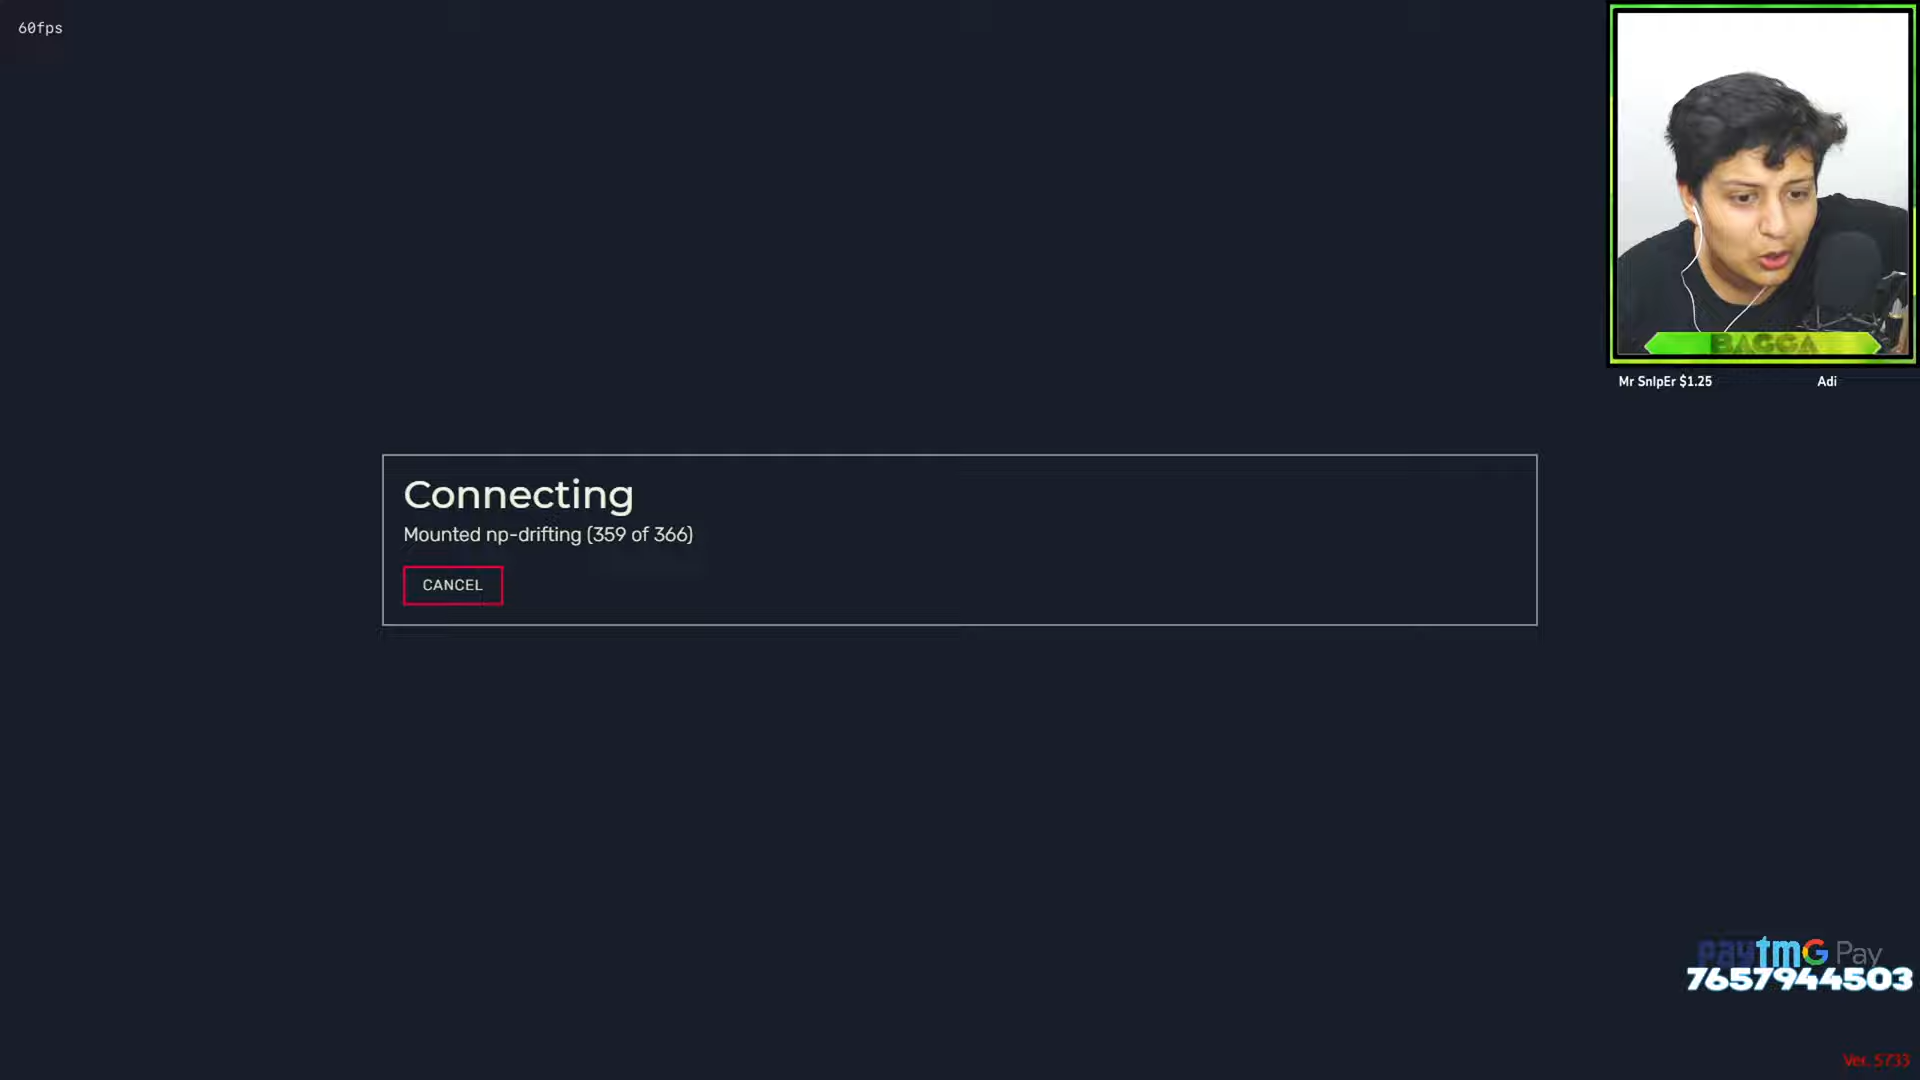 60fps
BAGGA
Mr SnIpEr $1.25 Adi
Connecting
Mounted np-drifting (359 of 366)
CANCEL
paytm G Pay
7657944503
Ver. 5733